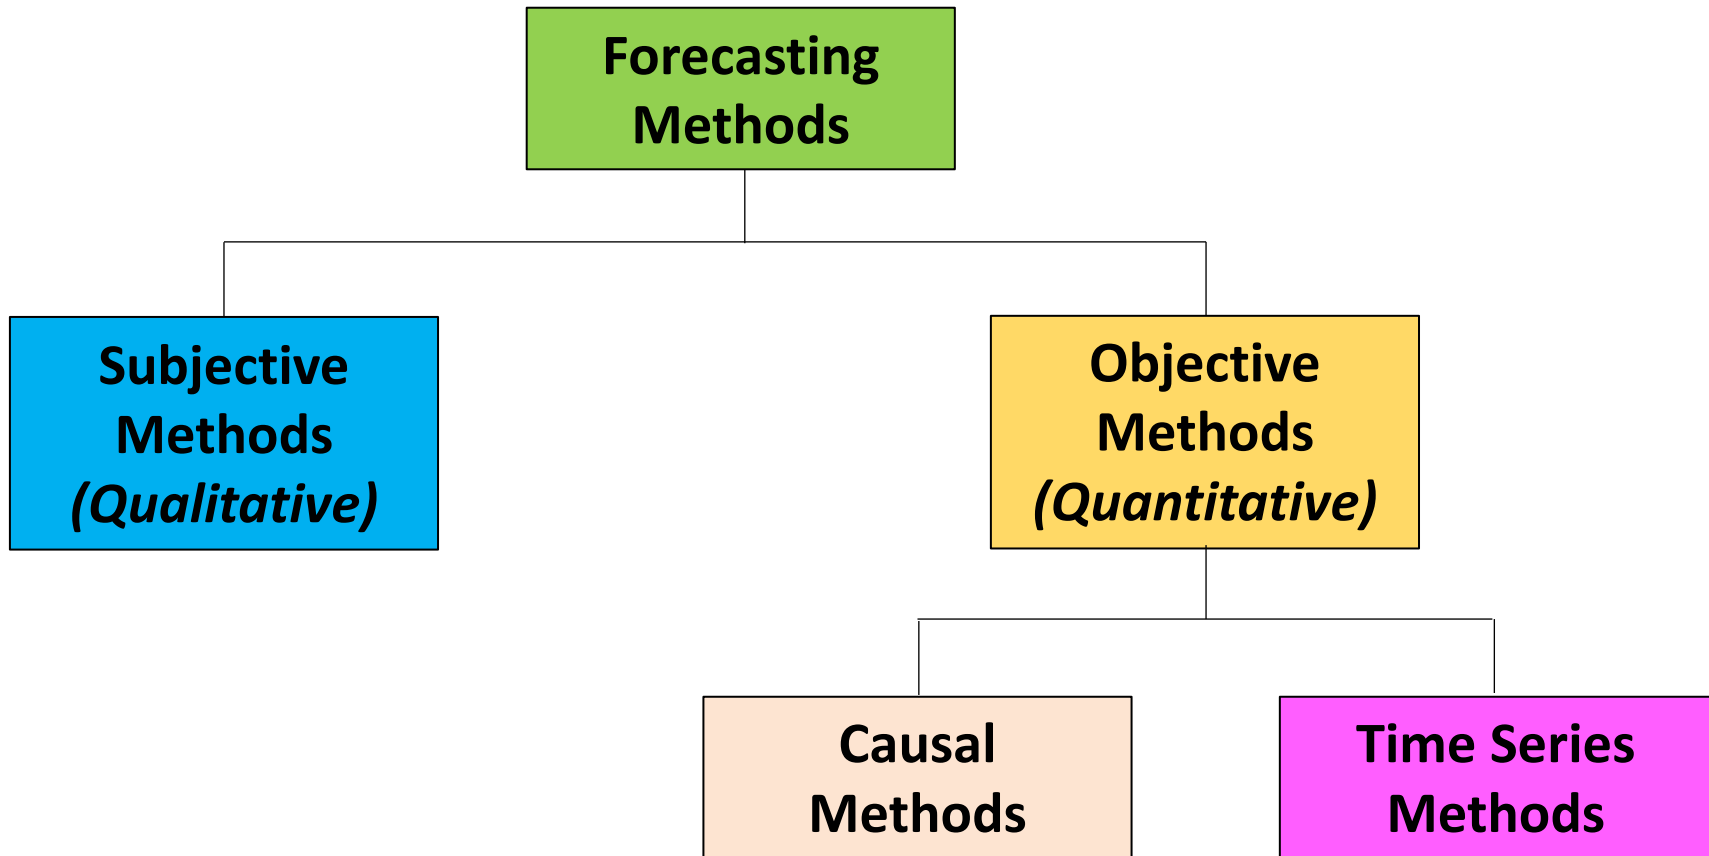 Forecasting
Methods
Subjective
Methods
(Qualitative)
Objective
Methods
(Quantitative)
Causal
Methods
Time Series
Methods